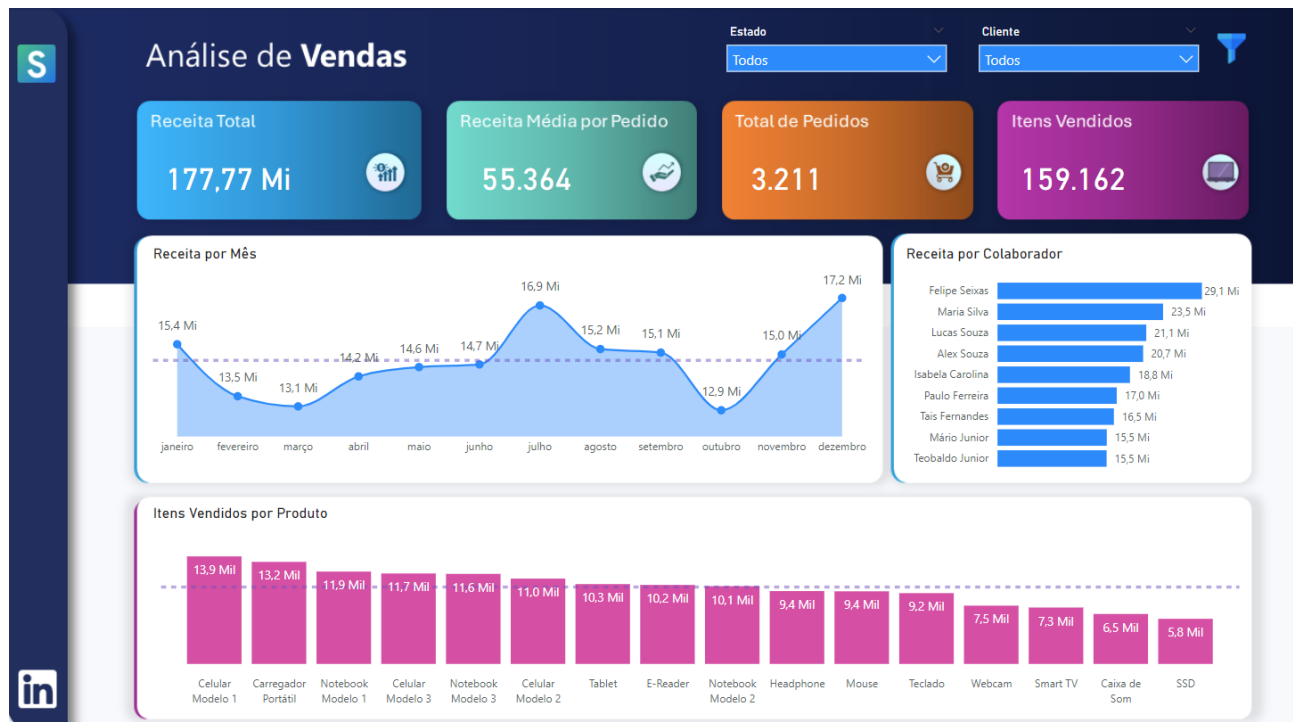 S
Análise de Vendas
Estado
Todos
Cliente
Todos
Receita Total
177,77 Mi
Receita Média por Pedido
55.364
Total de Pedidos
3.211
Itens Vendidos
159.162
Receita por Mês
15,4 Mi
13,5 Mi
13,1 Mi
14,2 Mi
14,6 Mi
14,7 Mi
16,9 Mi
15,2 Mi
15,1 Mi
12,9 Mi
15,0 Mi
17,2 Mi
janeiro
fevereiro
março
abril
maio
junho
julho
agosto
setembro
outubro
novembro
dezembro
Receita por Colaborador
Felipe Seixas 29,1 Mi
Maria Silva 23,5 Mi
Lucas Souza 21,1 Mi
Alex Souza 20,7 Mi
Isabela Carolina 18,8 Mi
Paulo Ferreira 17,0 Mi
Tais Fernandes 16,5 Mi
Mário Junior 15,5 Mi
Teobaldo Junior 15,5 Mi
Itens Vendidos por Produto
13,9 Mil
13,2 Mil
11,9 Mil
11,7 Mil
11,6 Mil
11,0 Mil
10,3 Mil
10,2 Mil
10,1 Mil
9,4 Mil
9,4 Mil
9,2 Mil
7,5 Mil
7,3 Mil
6,5 Mil
5,8 Mil
Celular
Modelo 1
Carregador
Portátil
Notebook
Modelo 1
Celular
Modelo 3
Notebook
Modelo 3
Celular
Modelo 2
Tablet
E-Reader
Notebook
Modelo 2
Headphone
Mouse
Teclado
Webcam
Smart TV
Caixa de
Som
SSD
in